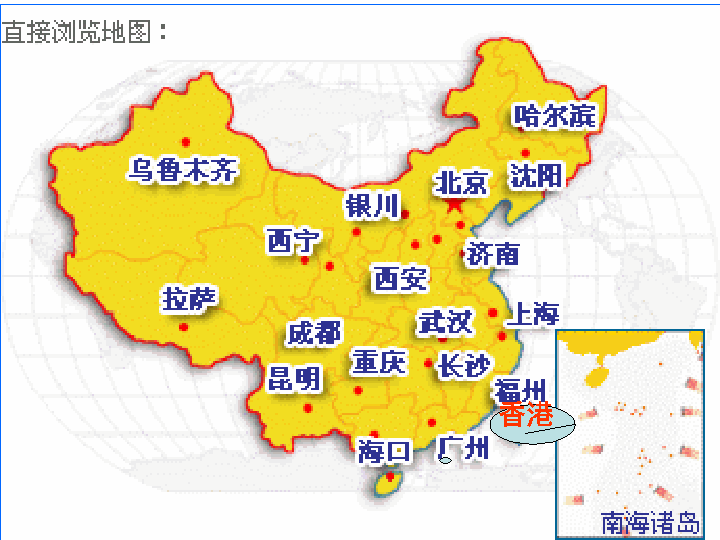 直接浏览地图：
哈尔滨
乌鲁木齐
北京
沈阳
银川
西宁
济南
西安
拉萨
上海
武汉
成都
重庆
长沙
昆明
福州
香港
海口
广州
南海诸岛